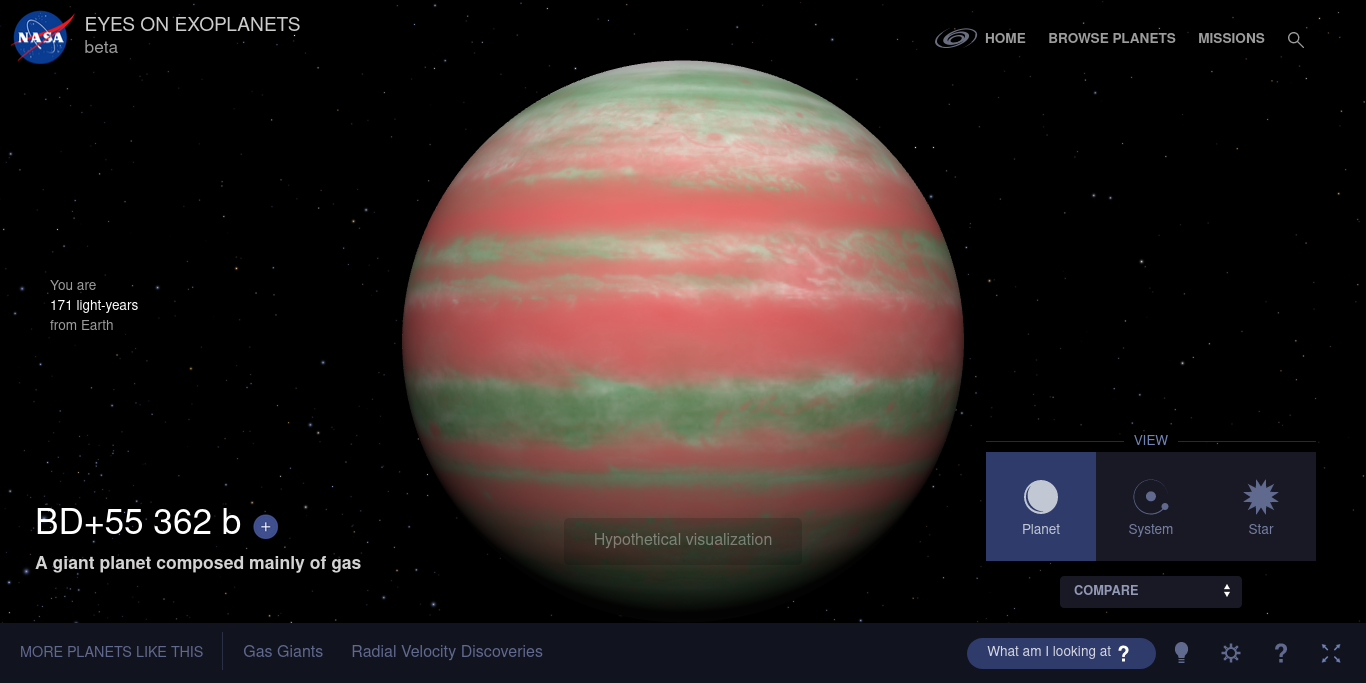 NASA
EYES ON EXOPLANETS
beta
HOME
BROWSE PLANETS
MISSIONS
You are
171 light-years
from Earth
VIEW
Planet
System
Star
BD+55 362 b +
A giant planet composed mainly of gas
Hypothetical visualization
COMPARE
MORE PLANETS LIKE THIS
Gas Giants
Radial Velocity Discoveries
What am I looking at ?
?